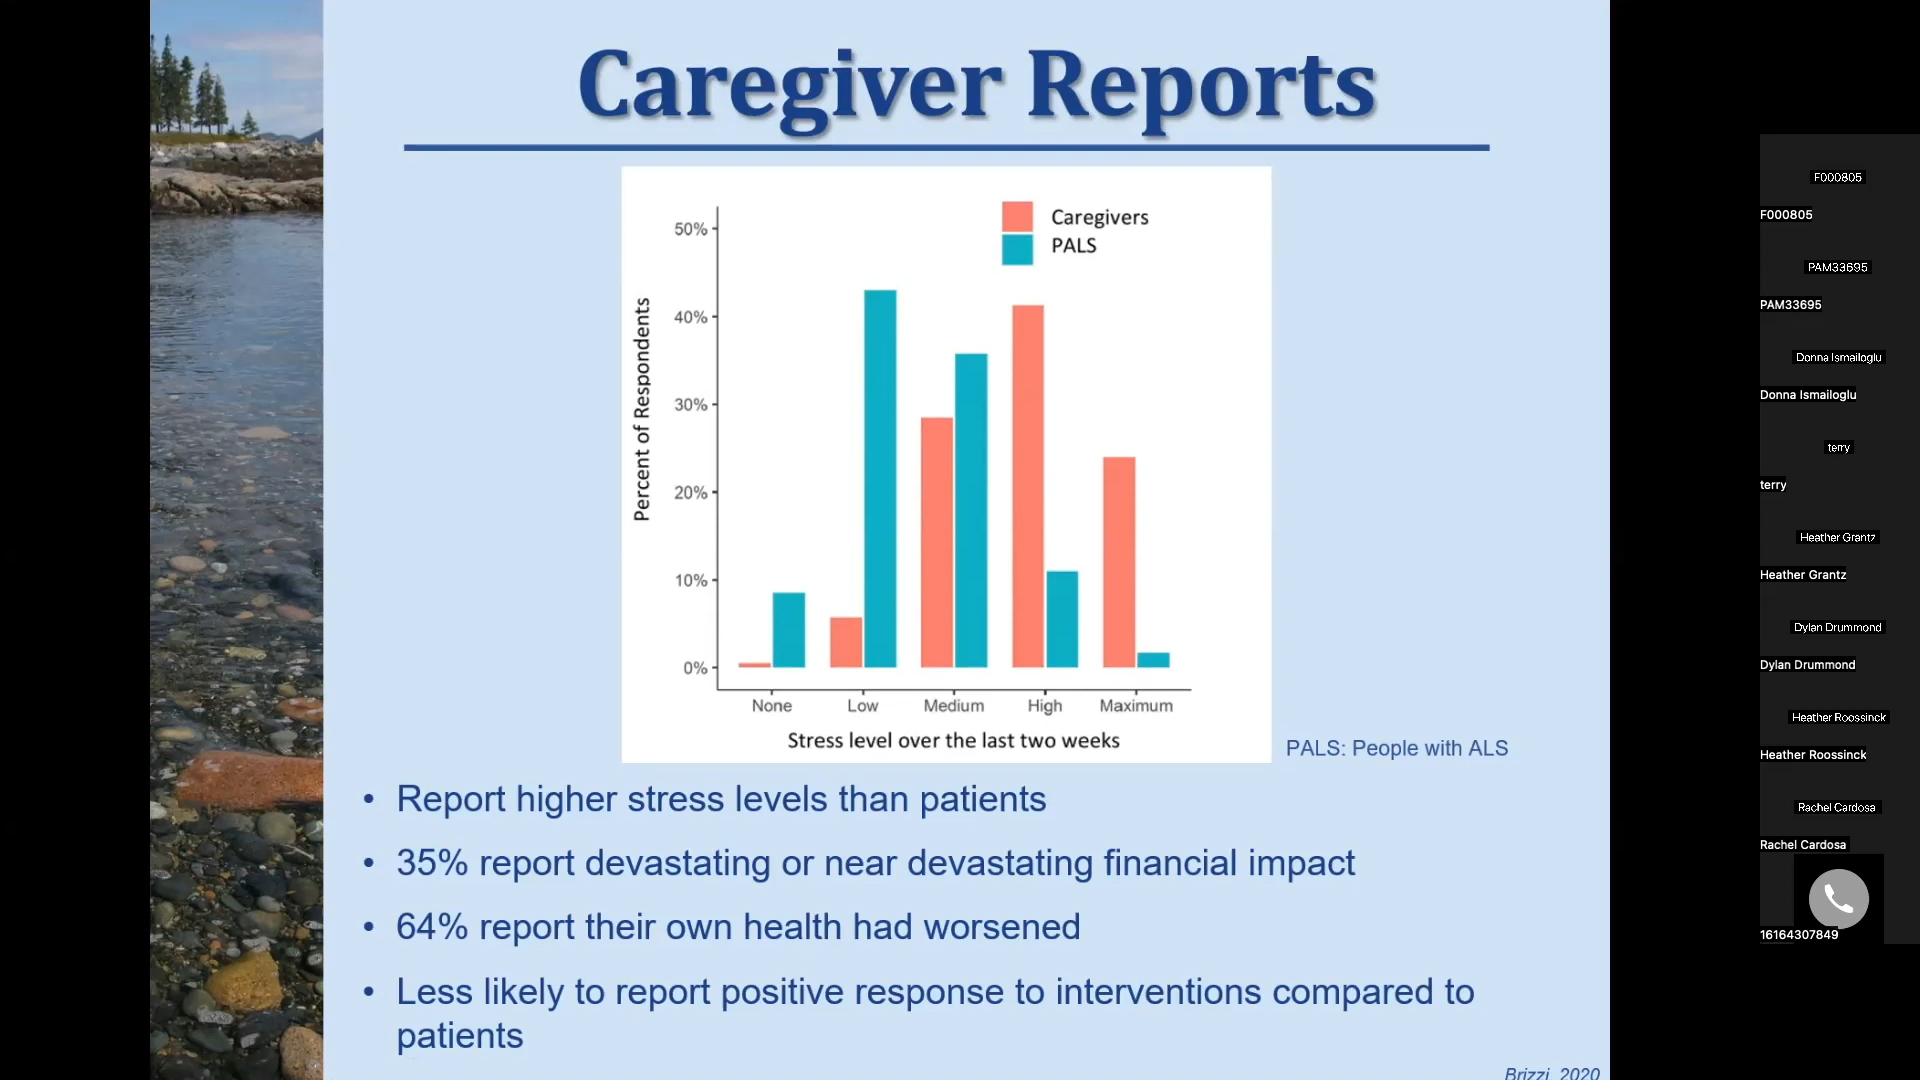 Caregiver Reports
Caregivers
PALS
50%
40%
30%
20%
10%
0%
Percent of Respondents
None Low Medium High Maximum
Stress level over the last two weeks
PALS: People with ALS
• Report higher stress levels than patients
• 35% report devastating or near devastating financial impact
• 64% report their own health had worsened
• Less likely to report positive response to interventions compared to
patients
Brizzi, 2020
F000805
F000805
PAM33695
PAM33695
Donna Ismailoglu
Donna Ismailoglu
terry
terry
Heather Grantz
Heather Grantz
Dylan Drummond
Dylan Drummond
Heather Roossinck
Heather Roossinck
Rachel Cardosa
Rachel Cardosa
16164307849